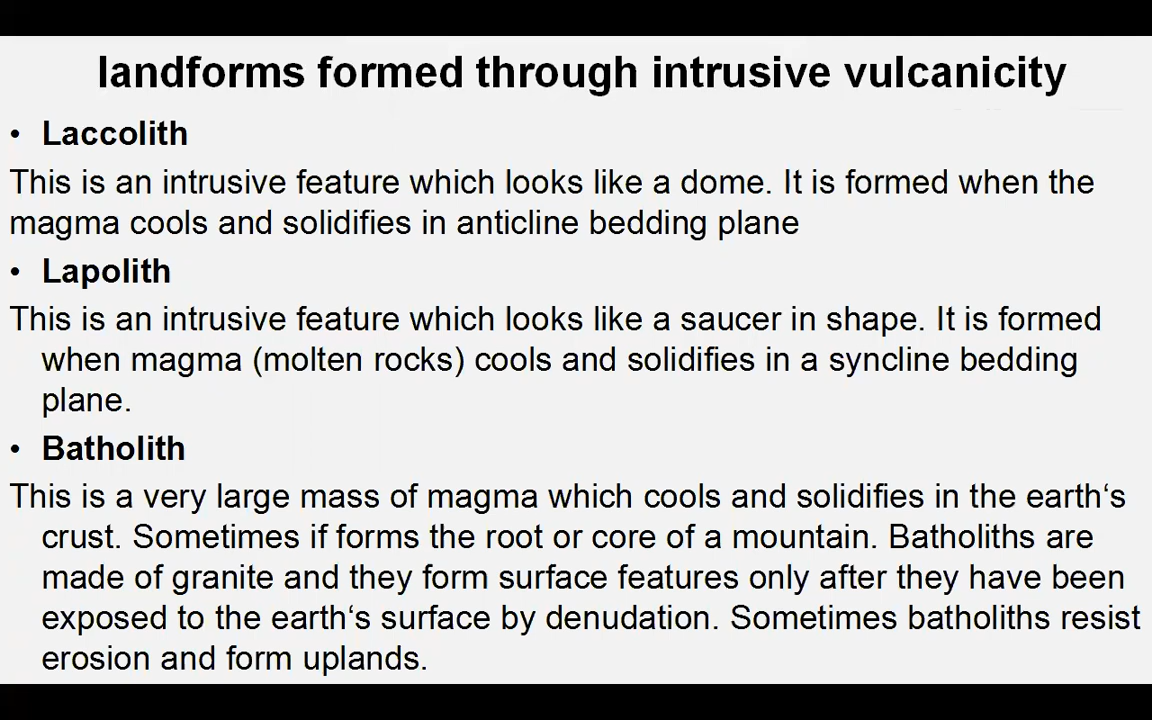 landforms formed through intrusive vulcanicity
• Laccolith
This is an intrusive feature which looks like a dome. It is formed when the
magma cools and solidifies in anticline bedding plane
• Lapolith
This is an intrusive feature which looks like a saucer in shape. It is formed
when magma (molten rocks) cools and solidifies in a syncline bedding
plane.
• Batholith
This is a very large mass of magma which cools and solidifies in the earth‘s
crust. Sometimes if forms the root or core of a mountain. Batholiths are
made of granite and they form surface features only after they have been
exposed to the earth‘s surface by denudation. Sometimes batholiths resist
erosion and form uplands.